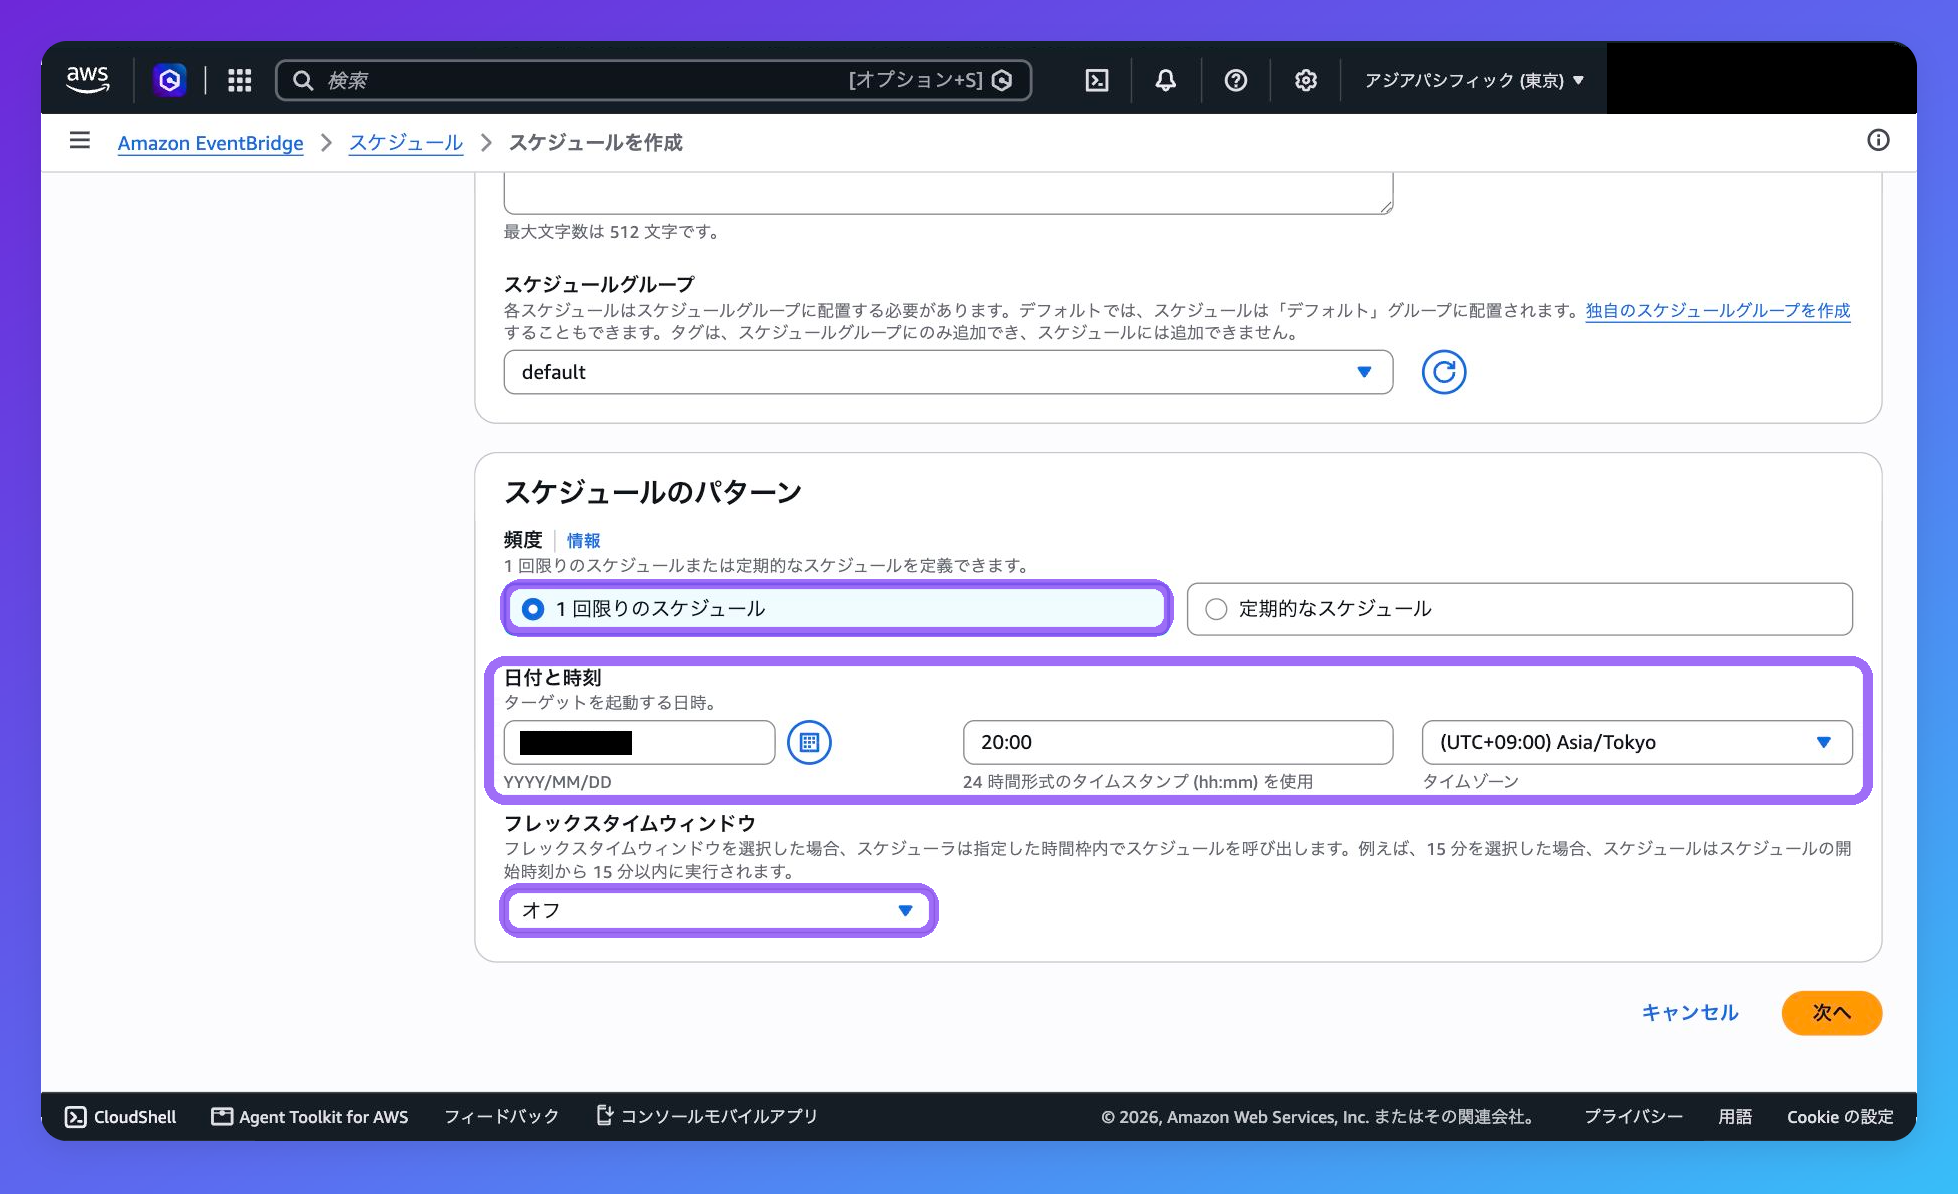 aws
検索
[オプション+S]
アジアパシフィック (東京)
Amazon EventBridge
スケジュール
スケジュールを作成
最大文字数は 512 文字です。
スケジュールグループ
各スケジュールはスケジュールグループに配置する必要があります。デフォルトでは、スケジュールは「デフォルト」グループに配置されます。独自のスケジュールグループを作成
することもできます。タグは、スケジュールグループにのみ追加でき、スケジュールには追加できません。
default
スケジュールのパターン
頻度
情報
1 回限りのスケジュールまたは定期的なスケジュールを定義できます。
1 回限りのスケジュール
定期的なスケジュール
日付と時刻
ターゲットを起動する日時。
20:00
(UTC+09:00) Asia/Tokyo
YYYY/MM/DD
24 時間形式のタイムスタンプ (hh:mm) を使用
タイムゾーン
フレックスタイムウィンドウ
フレックスタイムウィンドウを選択した場合、スケジューラは指定した時間枠内でスケジュールを呼び出します。例えば、15 分を選択した場合、スケジュールはスケジュールの開
始時刻から 15 分以内に実行されます。
オフ
キャンセル
次へ
CloudShell
Agent Toolkit for AWS
フィードバック
コンソールモバイルアプリ
© 2026, Amazon Web Services, Inc. またはその関連会社。
プライバシー
用語
Cookie の設定